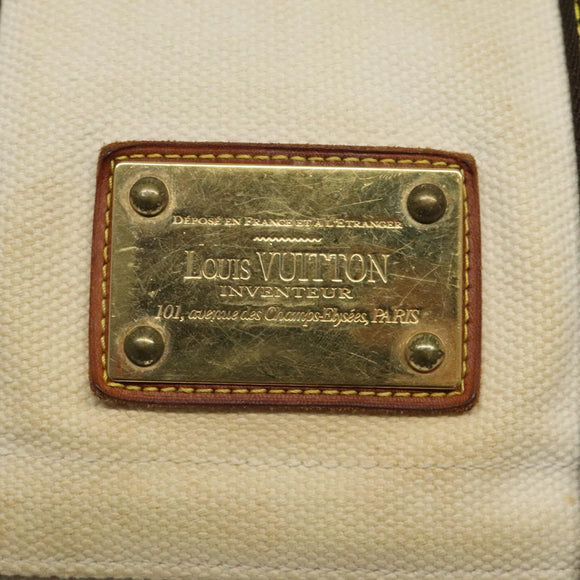 DÉPOSÉ EN FRANCE ET À L'ÉTRANGER
LOUIS VUITTON
INVENTEUR
101, avenue des Champs-Elysées, PARIS